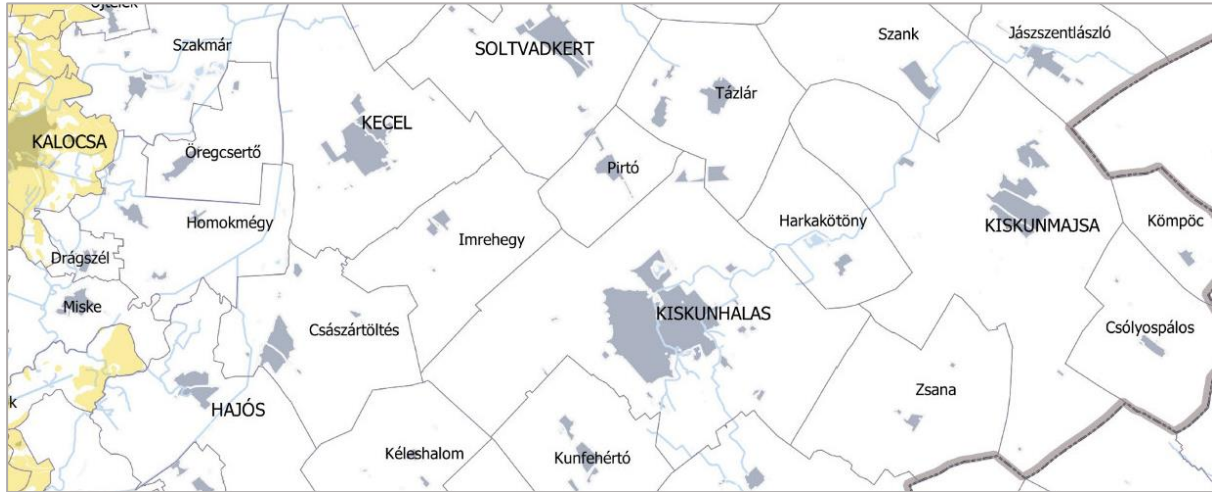 Szakmár
SOLTVADKERT
Szank
Jászszentlászló
Tázlár
KECEL
KALOCSA
Öregcsertő
Pirtó
Homokmégy
Harkakötöny
KISKUNMAJSA
Kömpöc
Imrehegy
Drágszél
Miske
KISKUNHALAS
Császártöltés
Csólyospálos
Zsana
k
HAJÓS
Kéleshalom
Kunfehértó